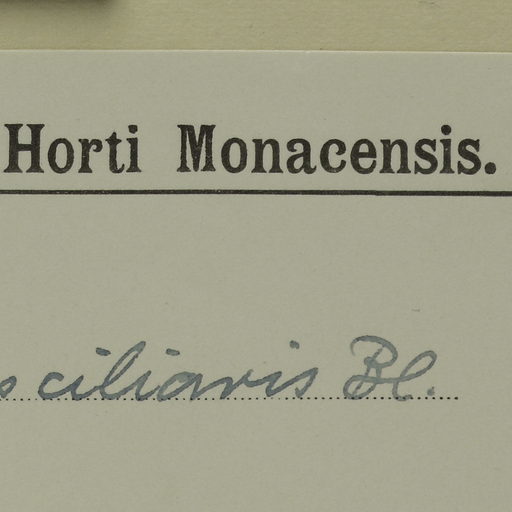 Horti Monacensis.
s ciliaris Bl.